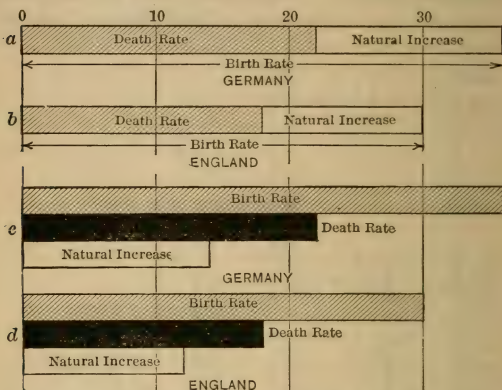 0 10 20 30
a Death Rate Natural Increase
Birth Rate
GERMANY
b Death Rate Natural Increase
Birth Rate
ENGLAND
Birth Rate
c Death Rate
Natural Increase
GERMANY
Birth Rate
d Death Rate
Natural Increase
ENGLAND